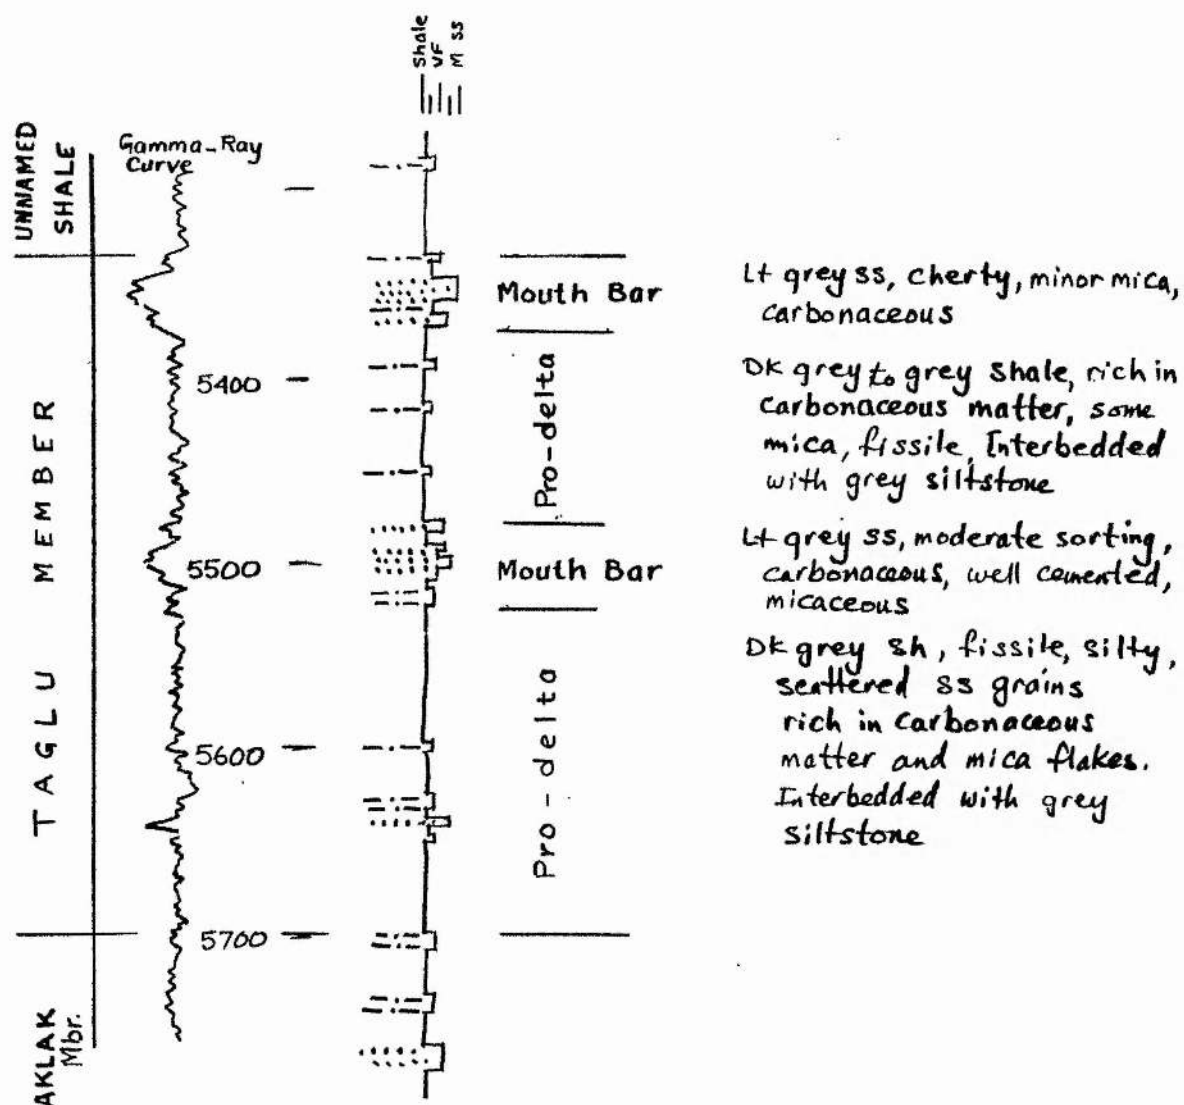 Shale
VF
M SS
UNNAMED
SHALE
Gamma-Ray
Curve
Mouth Bar
Lt grey ss, cherty, minor mica,
carbonaceous
5400
Pro-delta
DK grey to grey shale, rich in
carbonaceous matter, some
mica, fissile, Interbedded
with grey siltstone
TAGLU MEMBER
5500
Mouth Bar
Lt grey ss, moderate sorting,
carbonaceous, well cemented,
micaceous
5600
Pro-delta
DK grey sh, fissile, silty,
scattered ss grains
rich in carbonaceous
matter and mica flakes.
Interbedded with grey
siltstone
5700
AKLAK
Mbr.